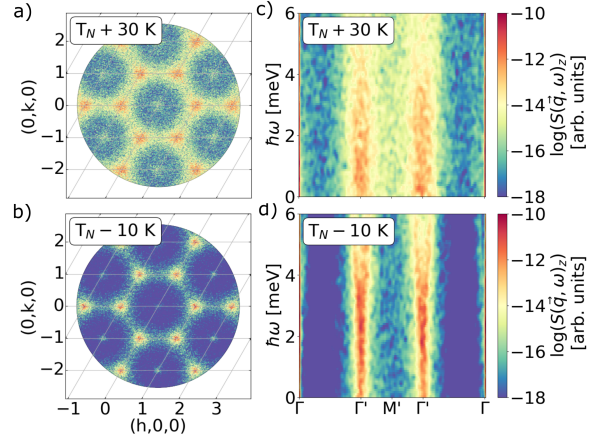 a)
T_N + 30 K
(0,k,0)
2
1
0
−1
−2
b)
T_N − 10 K
(0,k,0)
2
1
0
−1
−2
−1
0
1
2
3
(h,0,0)
c)
T_N + 30 K
ħω [meV]
6
4
2
0
−10
−12
−14
−16
−18
log(S(q⃗, ω)_z)
[arb. units]
d)
T_N − 10 K
ħω [meV]
6
4
2
0
Γ
Γ'
M'
Γ'
Γ
−10
−12
−14
−16
−18
log(S(q⃗, ω)_z)
[arb. units]